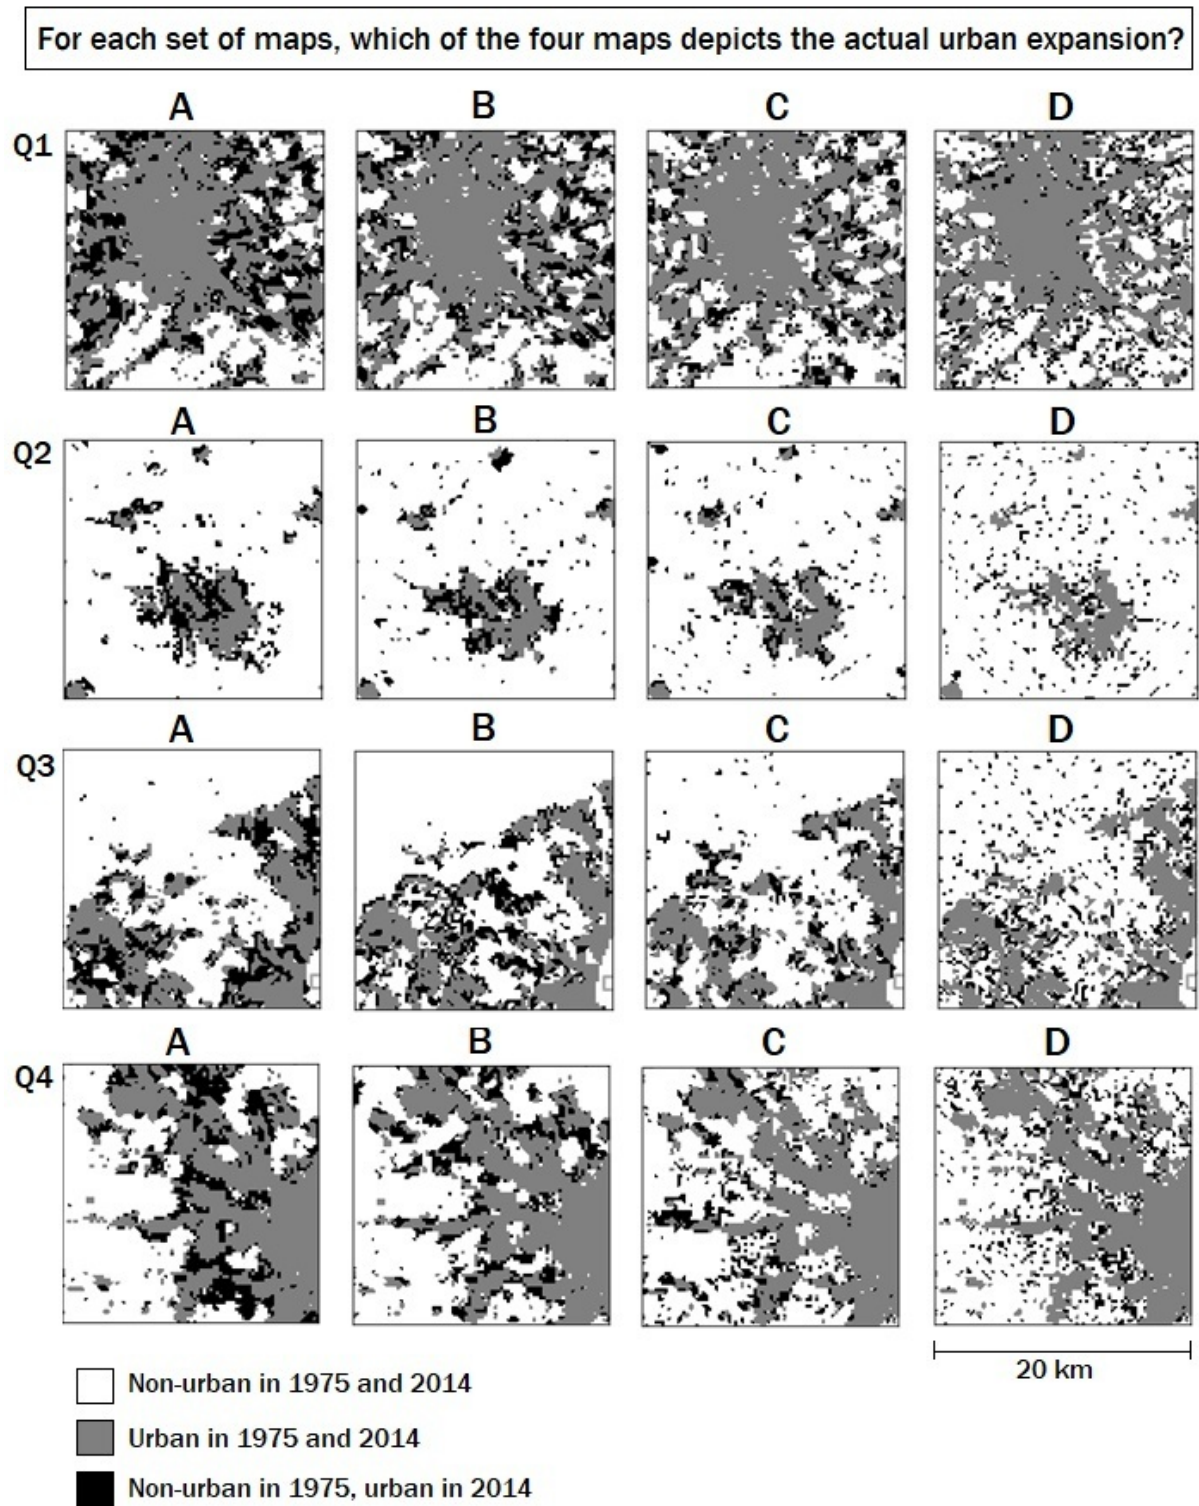 For each set of maps, which of the four maps depicts the actual urban expansion?
A B C D
Q1
A B C D
Q2
A B C D
Q3
A B C D
Q4
20 km
Non-urban in 1975 and 2014
Urban in 1975 and 2014
Non-urban in 1975, urban in 2014